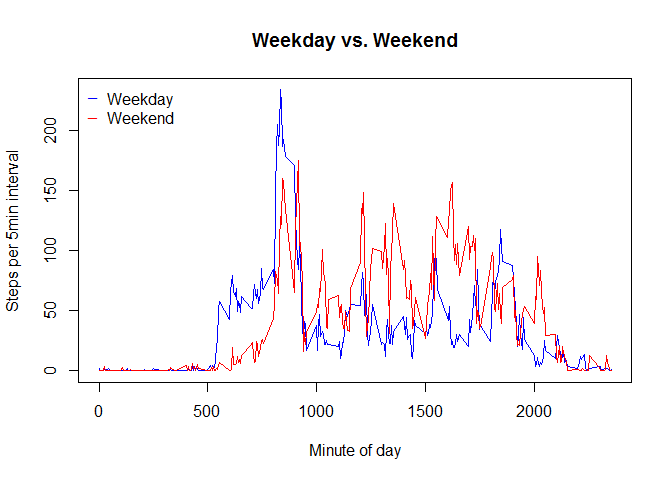 Weekday vs. Weekend
Weekday
Weekend
Steps per 5min interval
200
150
100
50
0
0 500 1000 1500 2000
Minute of day